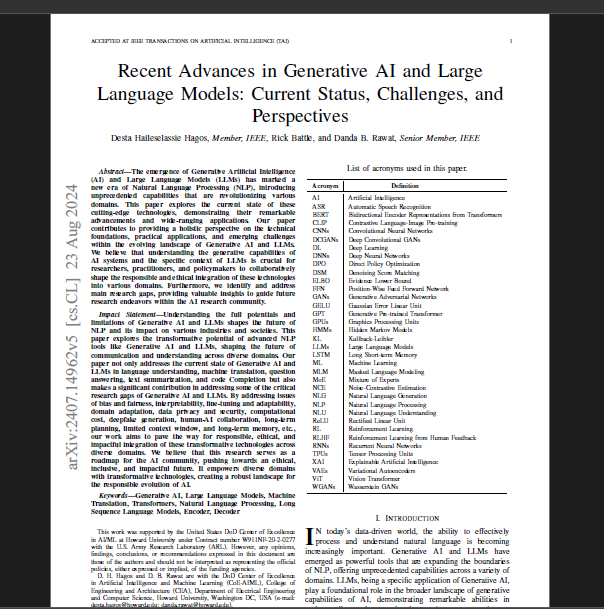 ACCEPTED AT IEEE TRANSACTIONS ON ARTIFICIAL INTELLIGENCE (TAI)
1
Recent Advances in Generative AI and Large
Language Models: Current Status, Challenges, and
Perspectives
Desta Haileselassie Hagos, Member, IEEE, Rick Battle, and Danda B. Rawat, Senior Member, IEEE
arXiv:2407.14962v5 [cs.CL] 23 Aug 2024
Abstract—The emergence of Generative Artificial Intelligence
(AI) and Large Language Models (LLMs) has marked a
new era of Natural Language Processing (NLP), introducing
unprecedented capabilities that are revolutionizing various
domains. This paper explores the current state of these
cutting-edge technologies, demonstrating their remarkable
advancements and wide-ranging applications. Our paper
contributes to providing a holistic perspective on the technical
foundations, practical applications, and emerging challenges
within the evolving landscape of Generative AI and LLMs.
We believe that understanding the generative capabilities of
AI systems and the specific context of LLMs is crucial for
researchers, practitioners, and policymakers to collaboratively
shape the responsible and ethical integration of these technologies
into various domains. Furthermore, we identify and address
main research gaps, providing valuable insights to guide future
research endeavors within the AI research community.
Impact Statement—Understanding the full potentials and
limitations of Generative AI and LLMs shapes the future of
NLP and its impact on various industries and societies. This
paper explores the transformative potential of advanced NLP
tools like Generative AI and LLMs, shaping the future of
communication and understanding across diverse domains. Our
paper not only addresses the current state of Generative AI and
LLMs in language understanding, machine translation, question
answering, text summarization, and code Completion but also
makes a significant contribution in addressing some of the critical
research gaps of Generative AI and LLMs. By addressing issues
of bias and fairness, interpretability, fine-tuning and adaptability,
domain adaptation, data privacy and security, computational
cost, deepfake generation, human-AI collaboration, long-term
planning, limited context window, and long-term memory, etc.,
our work aims to pave the way for responsible, ethical, and
impactful integration of these transformative technologies across
diverse domains. We believe that this research serves as a
roadmap for the AI community, pushing towards an ethical,
inclusive, and impactful future. It empowers diverse domains
with transformative technologies, creating a robust landscape for
the responsible evolution of AI.
Keywords—Generative AI, Large Language Models, Machine
Translation, Transformers, Natural Language Processing, Long
Sequence Language Models, Encoder, Decoder
This work was supported by the United States DoD Center of Excellence
in AI/ML at Howard University under Contract number W911NF-20-2-0277
with the U.S. Army Research Laboratory (ARL). However, any opinions,
findings, conclusions, or recommendations expressed in this document are
those of the authors and should not be interpreted as representing the official
policies, either expressed or implied, of the funding agencies.
D. H. Hagos and D. B. Rawat are with the DoD Center of Excellence
in Artificial Intelligence and Machine Learning (CoE-AIML), College of
Engineering and Architecture (CEA), Department of Electrical Engineering
and Computer Science, Howard University, Washington DC, USA (e-mail:
desta.hagos@howard.edu; danda.rawat@howard.edu).
List of acronyms used in this paper.
Acronym Definition
AI Artificial Intelligence
ASR Automatic Speech Recognition
BERT Bidirectional Encoder Representations from Transformers
CLIP Contrastive Language-Image Pre-training
CNNs Convolutional Neural Networks
DCGANs Deep Convolutional GANs
DL Deep Learning
DNNs Deep Neural Networks
DPO Direct Policy Optimization
DSM Denoising Score Matching
ELBO Evidence Lower Bound
FFN Position-Wise Feed Forward Network
GANs Generative Adversarial Networks
GELU Gaussian Error Linear Unit
GPT Generative Pre-trained Transformer
GPUs Graphics Processing Units
HMMs Hidden Markov Models
KL Kullback-Leibler
LLMs Large Language Models
LSTM Long Short-term Memory
ML Machine Learning
MLM Masked Language Modeling
MoE Mixture of Experts
NCE Noise-Contrastive Estimation
NLG Natural Language Generation
NLP Natural Language Processing
NLU Natural Language Understanding
ReLU Rectified Linear Unit
RL Reinforcement Learning
RLHF Reinforcement Learning from Human Feedback
RNNs Recurrent Neural Networks
TPUs Tensor Processing Units
XAI Explainable Artificial Intelligence
VAEs Variational Autoencoders
ViT Vision Transformer
WGANs Wasserstein GANs
I. INTRODUCTION
IN today's data-driven world, the ability to effectively
process and understand natural language is becoming
increasingly important. Generative AI and LLMs have
emerged as powerful tools that are expanding the boundaries
of NLP, offering unprecedented capabilities across a variety of
domains. LLMs, being a specific application of Generative AI,
play a foundational role in the broader landscape of generative
capabilities of AI, demonstrating remarkable abilities in